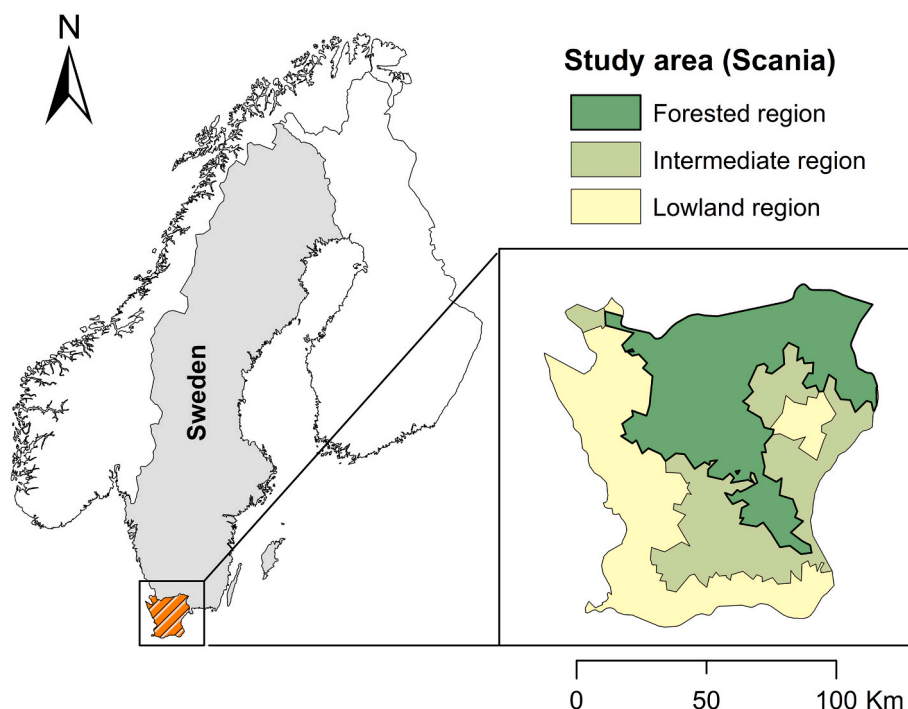 N
Study area (Scania)
Forested region
Intermediate region
Lowland region
Sweden
0 50 100 Km